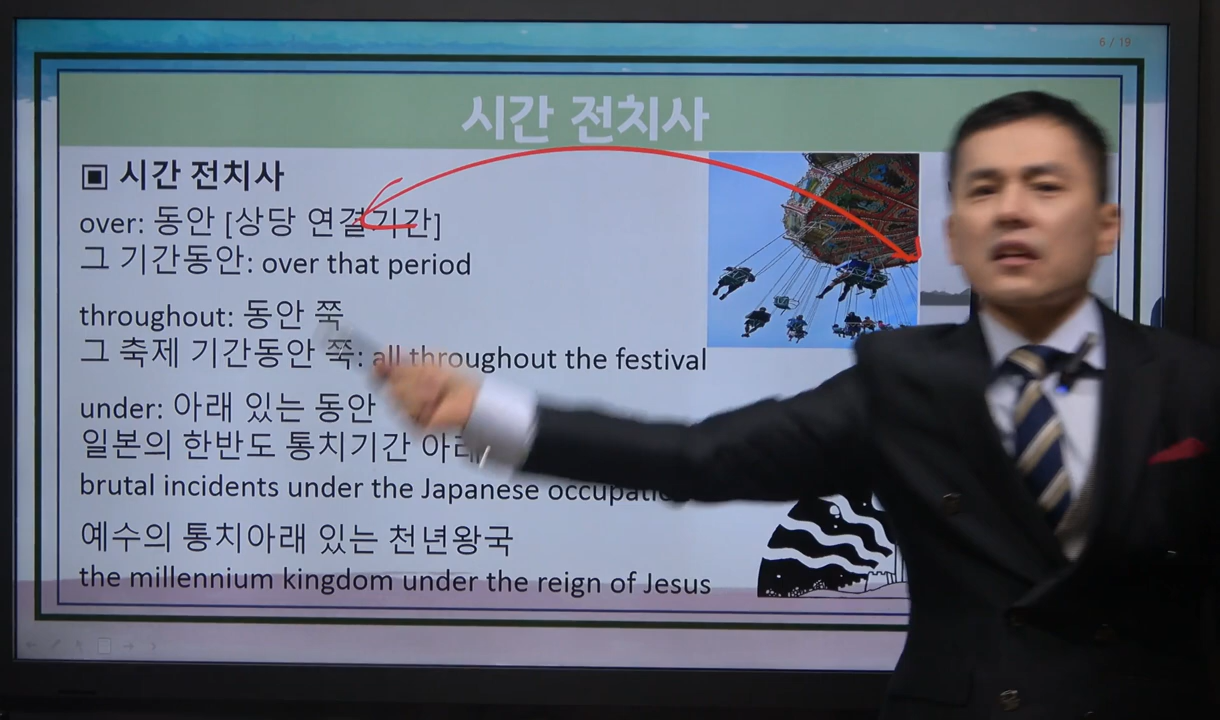 6 / 19
시간 전치사
▣ 시간 전치사
over: 동안 [상당 연결기간]
그 기간동안: over that period
throughout: 동안 쭉
그 축제 기간동안 쭉: all throughout the festival
under: 아래 있는 동안
일본의 한반도 통치기간 아래
brutal incidents under the Japanese occupation
예수의 통치아래 있는 천년왕국
the millennium kingdom under the reign of Jesus